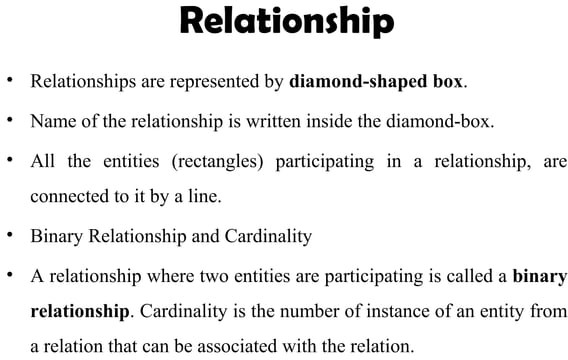 Relationship
• Relationships are represented by diamond-shaped box.
• Name of the relationship is written inside the diamond-box.
• All the entities (rectangles) participating in a relationship, are
connected to it by a line.
• Binary Relationship and Cardinality
• A relationship where two entities are participating is called a binary
relationship. Cardinality is the number of instance of an entity from
a relation that can be associated with the relation.